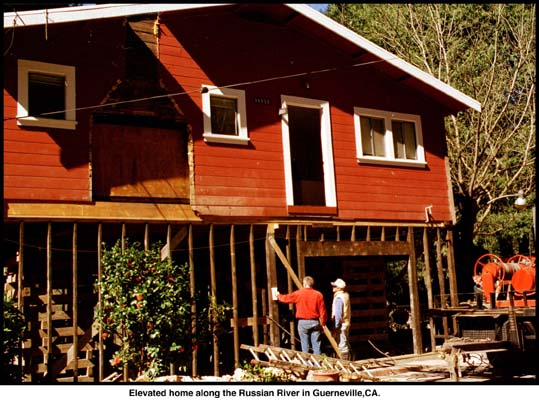 Elevated home along the Russian River in Guerneville,CA.